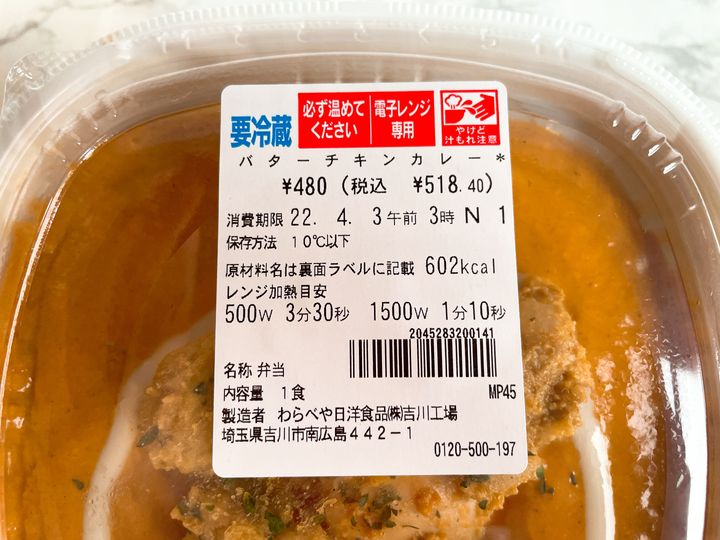 要冷蔵 必ず温めて 電子レンジ
ください 専用
やけど
汁もれ注意
バターチキンカレー*
¥480 (税込 ¥518.40)
消費期限 22. 4. 3午前 3時 N 1
保存方法 10℃以下
原材料名は裏面ラベルに記載 602kcal
レンジ加熱目安
500W 3分30秒 1500W 1分10秒
2045283200141
名称 弁当
内容量 1食 MP45
製造者 わらべや日洋食品㈱吉川工場
埼玉県吉川市南広島442-1
0120-500-197